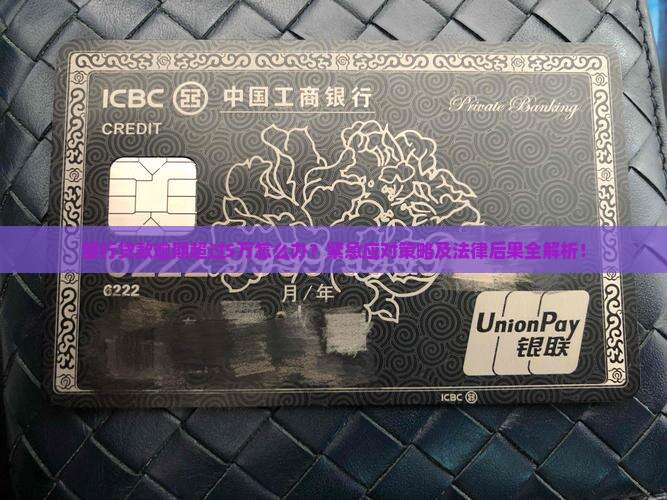 ICBC 中国工商银行
Private Banking
CREDIT
银行贷款逾期超过5万怎么办?紧急应对策略及法律后果全解析!
6222
6222
月/年
UnionPay
银联
ICBC